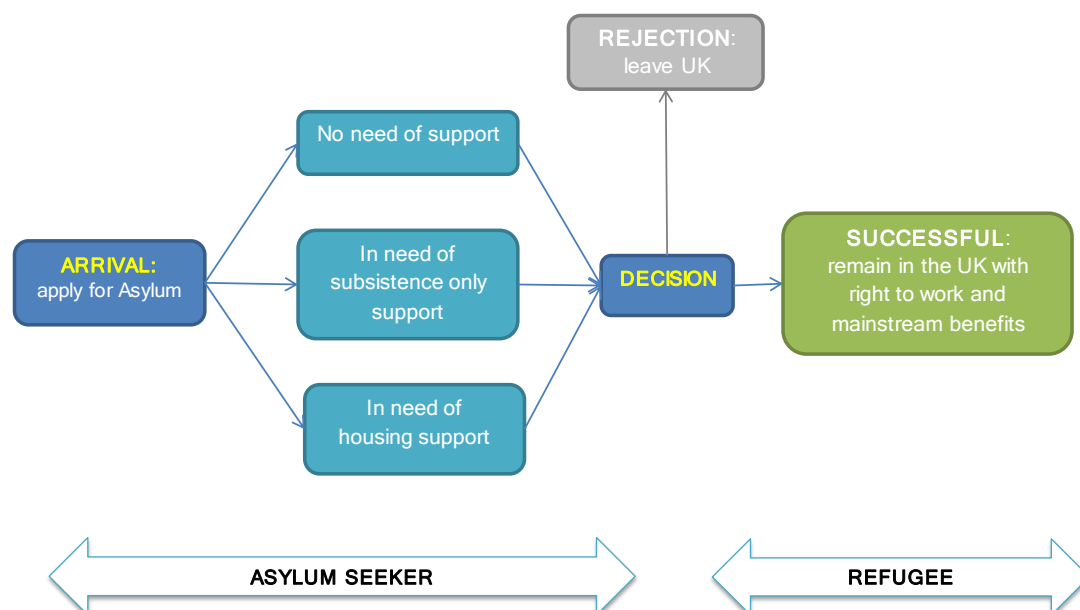 REJECTION:
leave UK
No need of support
ARRIVAL:
apply for Asylum
In need of
subsistence only
support
In need of
housing support
DECISION
SUCCESSFUL:
remain in the UK with
right to work and
mainstream benefits
ASYLUM SEEKER
REFUGEE